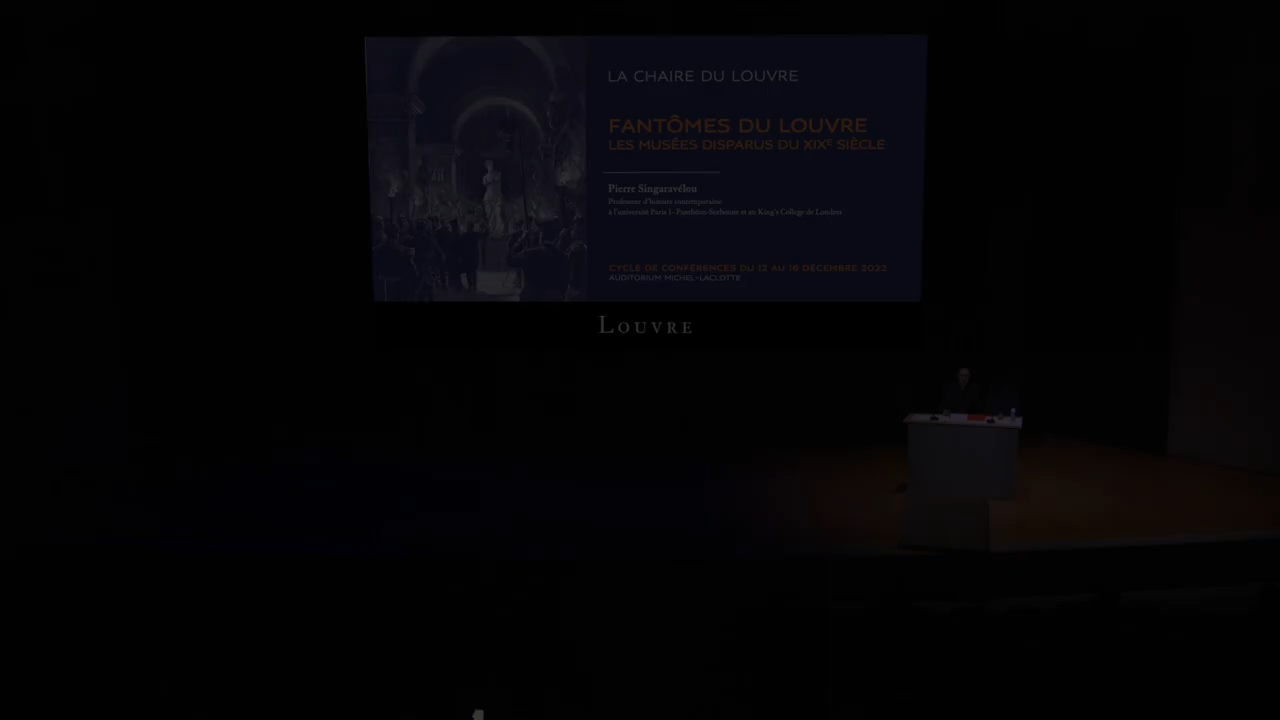 LA CHAIRE DU LOUVRE
FANTÔMES DU LOUVRE
LES MUSÉES DISPARUS DU XIXE SIÈCLE
Pierre Singaravélou
Professeur d'histoire contemporaine
à l'université Paris 1- Panthéon-Sorbonne et au King's College de Londres
CYCLE DE CONFÉRENCES DU 12 AU 16 DÉCEMBRE 2022
AUDITORIUM MICHEL-LACLOTTE
LOUVRE